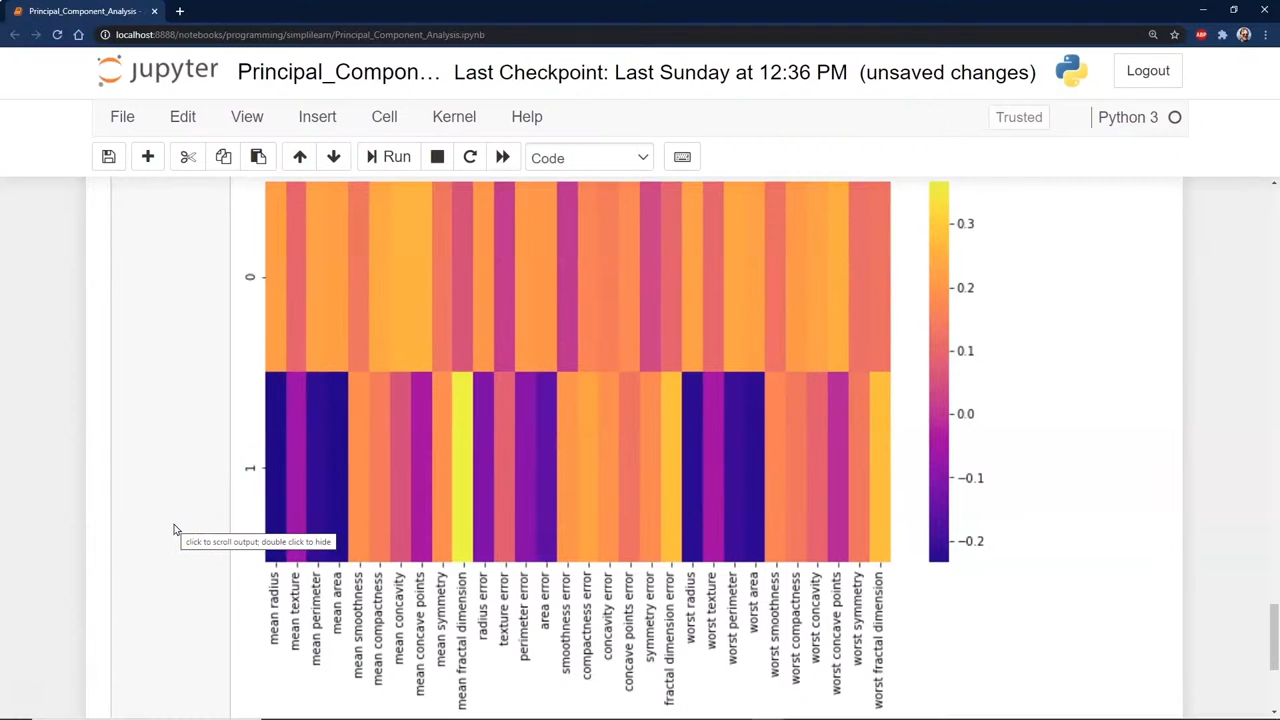 Principal_Component_Analysis -
localhost:8888/notebooks/programming/simplilearn/Principal_Component_Analysis.ipynb
ABP
jupyter Principal_Compon... Last Checkpoint: Last Sunday at 12:36 PM (unsaved changes)
Logout
File Edit View Insert Cell Kernel Help
Trusted
Python 3
Run
Code
0
1
0.3
0.2
0.1
0.0
−0.1
−0.2
click to scroll output; double click to hide
mean radius
mean texture
mean perimeter
mean area
mean smoothness
mean compactness
mean concavity
mean concave points
mean symmetry
mean fractal dimension
radius error
texture error
perimeter error
area error
smoothness error
compactness error
concavity error
concave points error
symmetry error
fractal dimension error
worst radius
worst texture
worst perimeter
worst area
worst smoothness
worst compactness
worst concavity
worst concave points
worst symmetry
worst fractal dimension